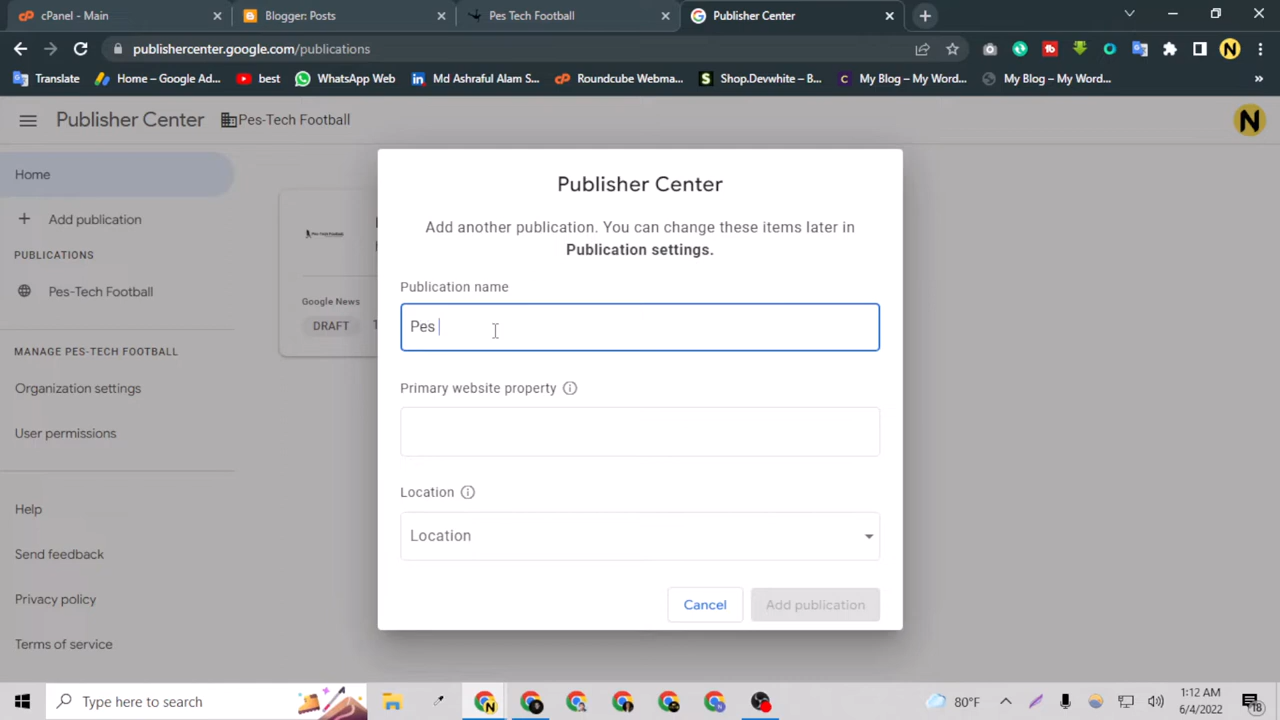 cPanel - Main
Blogger: Posts
Pes Tech Football
Publisher Center
publishercenter.google.com/publications
Translate
Home – Google Ad...
best
WhatsApp Web
Md Ashraful Alam S...
Roundcube Webma...
Shop.Devwhite – B...
My Blog – My Word...
My Blog – My Word...
»
Publisher Center
Pes-Tech Football
N
Home
Add publication
PUBLICATIONS
Pes-Tech Football
MANAGE PES-TECH FOOTBALL
Organization settings
User permissions
Help
Send feedback
Privacy policy
Terms of service
Pes-Tech Football
Google News
DRAFT
Publisher Center
Add another publication. You can change these items later in
Publication settings.
Publication name
Pes
Primary website property
Location
Location
Cancel
Add publication
Type here to search
80°F
1:12 AM
6/4/2022
18